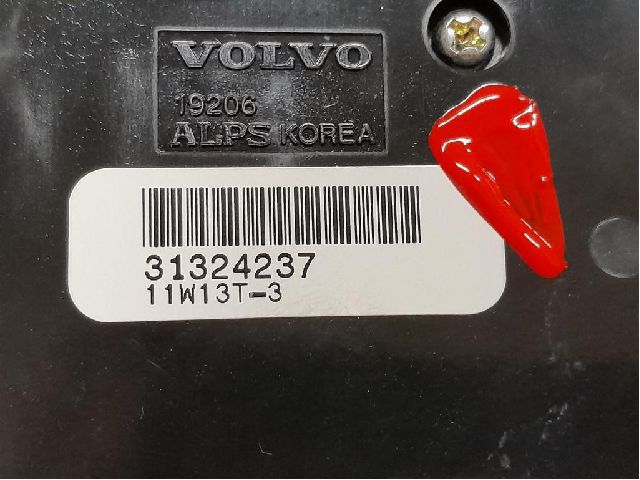 VOLVO
19206
ALPS KOREA
31324237
11W13T-3